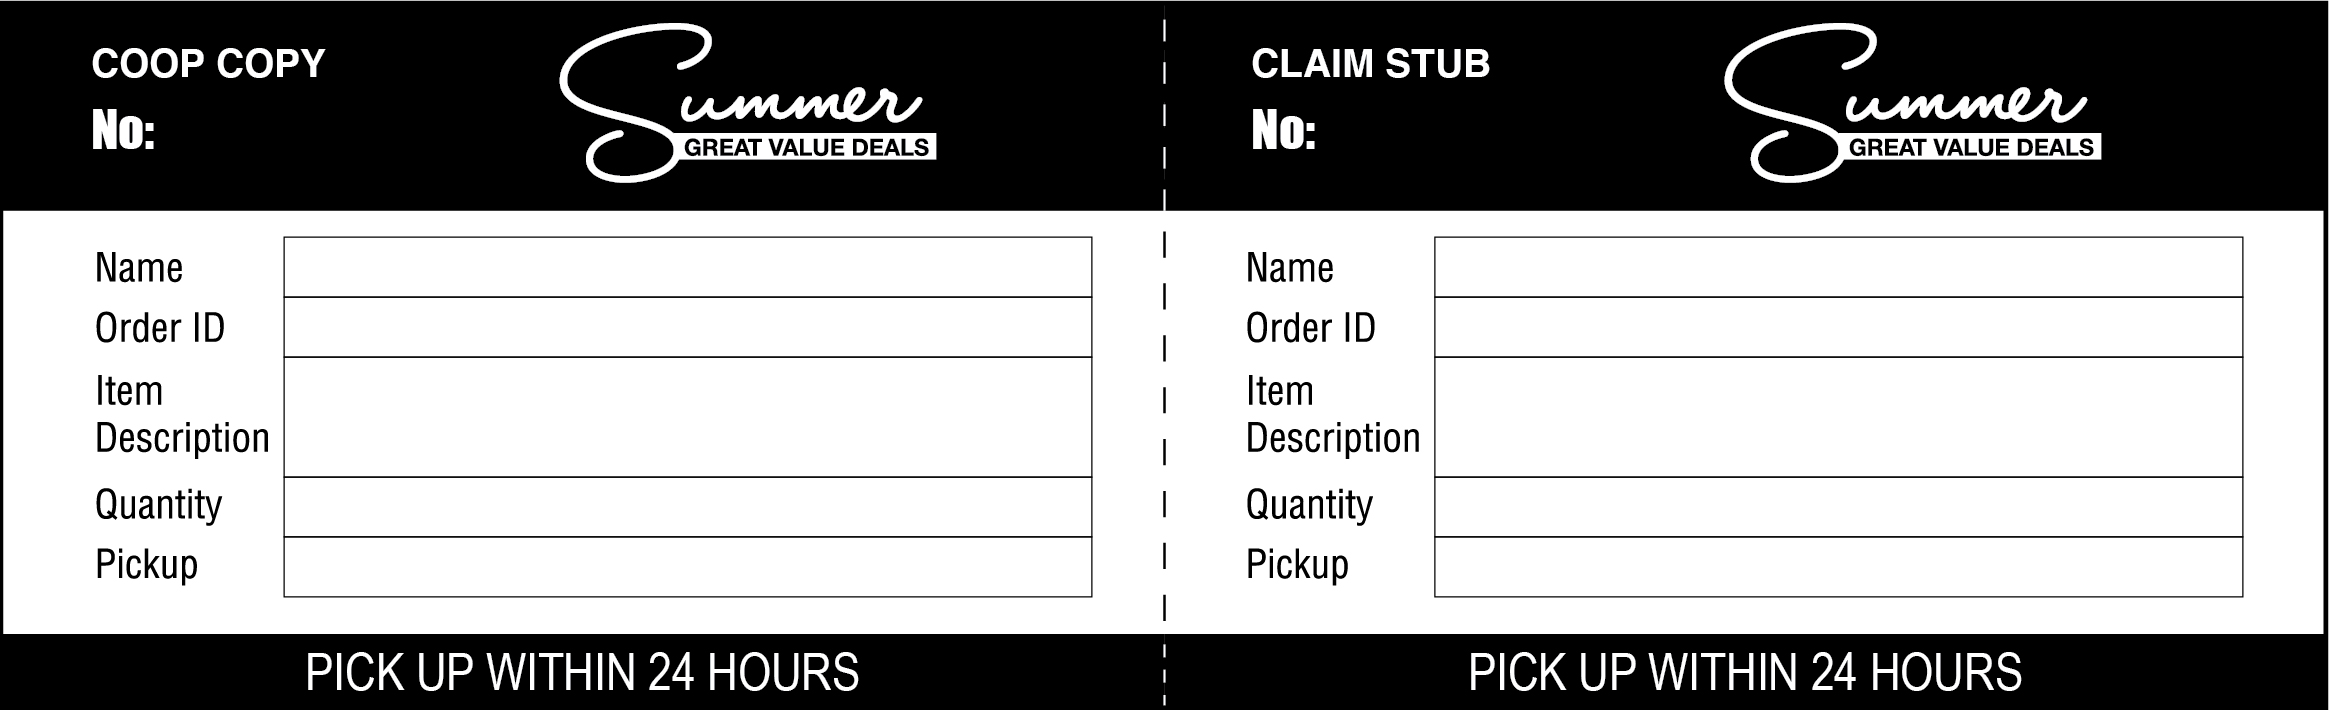 COOP COPY
No:
Summer
GREAT VALUE DEALS
Name
Order ID
Item
Description
Quantity
Pickup
PICK UP WITHIN 24 HOURS
CLAIM STUB
No:
Summer
GREAT VALUE DEALS
Name
Order ID
Item
Description
Quantity
Pickup
PICK UP WITHIN 24 HOURS